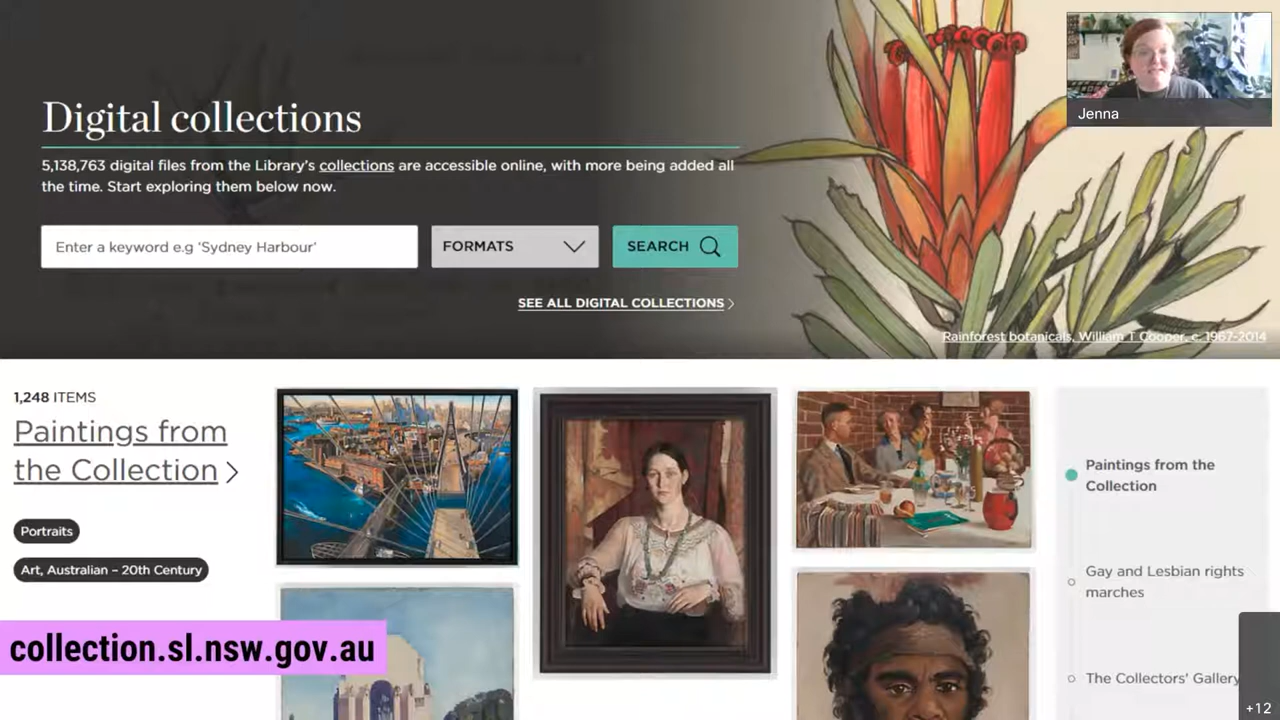 Digital collections
5,138,763 digital files from the Library's collections are accessible online, with more being added all
the time. Start exploring them below now.
Enter a keyword e.g 'Sydney Harbour'
FORMATS
SEARCH
SEE ALL DIGITAL COLLECTIONS
Rainforest botanicals, William T Cooper, c. 1967-2014
Jenna
1,248 ITEMS
Paintings from
the Collection
Portraits
Art, Australian – 20th Century
collection.sl.nsw.gov.au
Paintings from the
Collection
Gay and Lesbian rights
marches
The Collectors' Gallery
+12